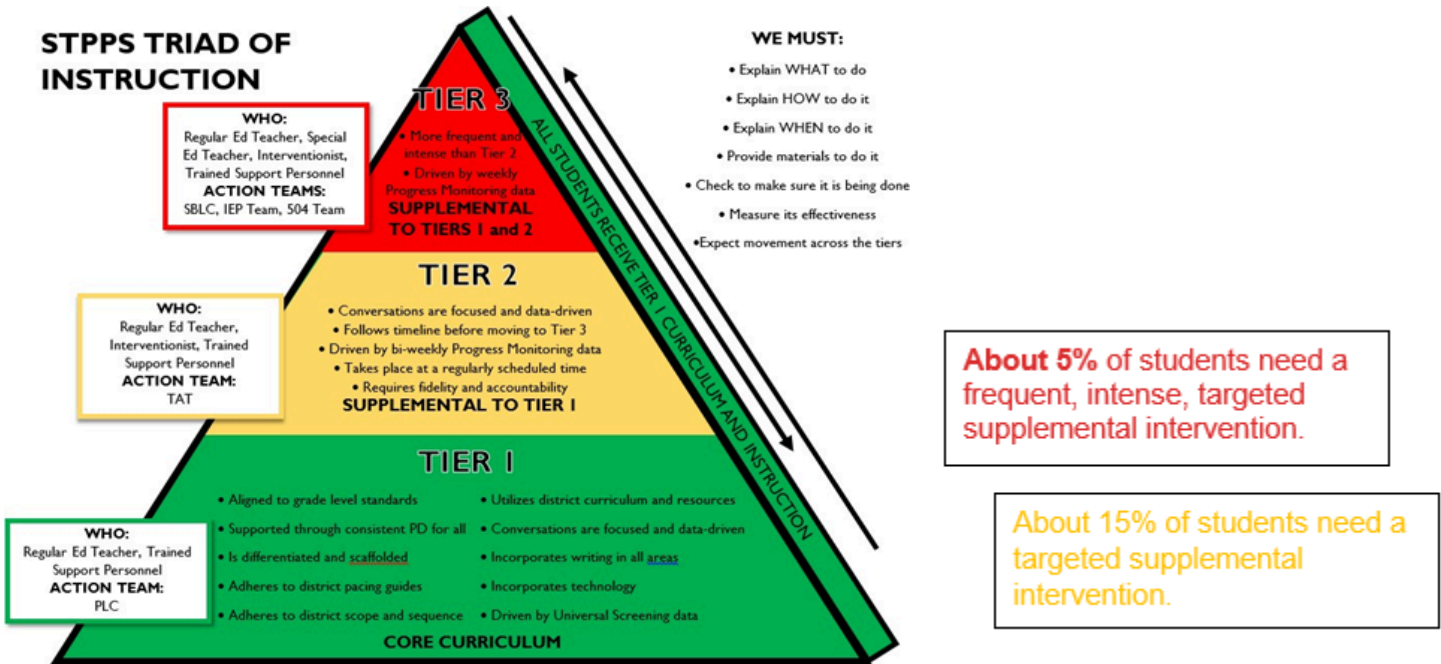 STPPS TRIAD OF
INSTRUCTION
WHO:
Regular Ed Teacher, Special
Ed Teacher, Interventionist,
Trained Support Personnel
ACTION TEAMS:
SBLC, IEP Team, 504 Team
TIER 3
• More frequent and
intense than Tier 2
• Driven by weekly
Progress Monitoring data
SUPPLEMENTAL
TO TIERS 1 and 2
WHO:
Regular Ed Teacher,
Interventionist, Trained
Support Personnel
ACTION TEAM:
TAT
TIER 2
• Conversations are focused and data-driven
• Follows timeline before moving to Tier 3
• Driven by bi-weekly Progress Monitoring data
• Takes place at a regularly scheduled time
• Requires fidelity and accountability
SUPPLEMENTAL TO TIER 1
WHO:
Regular Ed Teacher, Trained
Support Personnel
ACTION TEAM:
PLC
TIER 1
• Aligned to grade level standards
• Supported through consistent PD for all
• Is differentiated and scaffolded
• Adheres to district pacing guides
• Adheres to district scope and sequence
• Utilizes district curriculum and resources
• Conversations are focused and data-driven
• Incorporates writing in all areas
• Incorporates technology
• Driven by Universal Screening data
CORE CURRICULUM
ALL STUDENTS RECEIVE TIER 1 CURRICULUM AND INSTRUCTION
WE MUST:
• Explain WHAT to do
• Explain HOW to do it
• Explain WHEN to do it
• Provide materials to do it
• Check to make sure it is being done
• Measure its effectiveness
•Expect movement across the tiers
About 5% of students need a
frequent, intense, targeted
supplemental intervention.
About 15% of students need a
targeted supplemental
intervention.